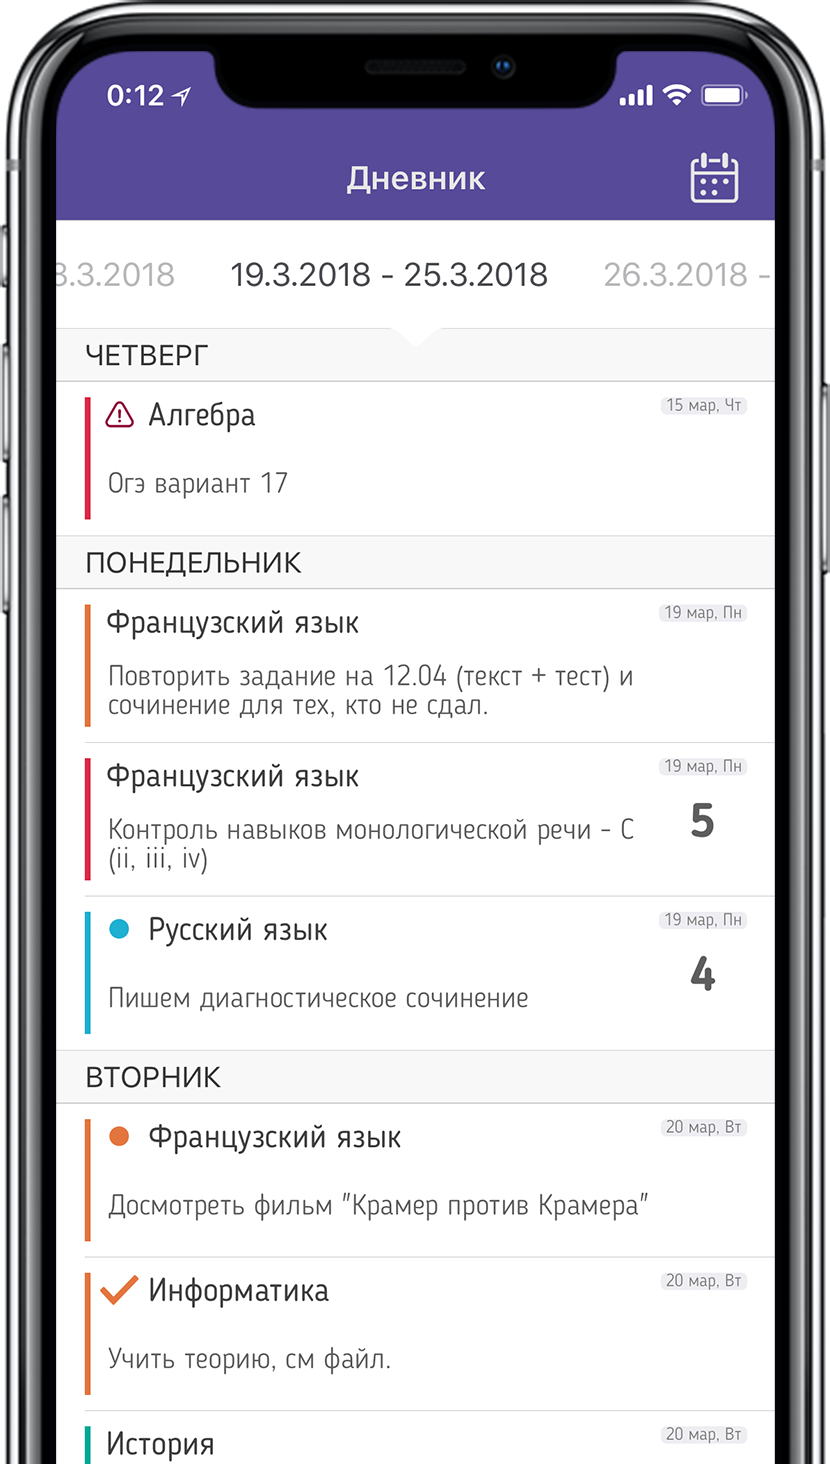 0:12
Дневник
8.3.2018
19.3.2018 - 25.3.2018
26.3.2018 -
ЧЕТВЕРГ
Алгебра
15 мар, Чт
Огэ вариант 17
ПОНЕДЕЛЬНИК
Французский язык
19 мар, Пн
Повторить задание на 12.04 (текст + тест) и
сочинение для тех, кто не сдал.
Французский язык
19 мар, Пн
5
Контроль навыков монологической речи - С
(ii, iii, iv)
Русский язык
19 мар, Пн
4
Пишем диагностическое сочинение
ВТОРНИК
Французский язык
20 мар, Вт
Досмотреть фильм "Крамер против Крамера"
Информатика
20 мар, Вт
Учить теорию, см файл.
История
20 мар, Вт